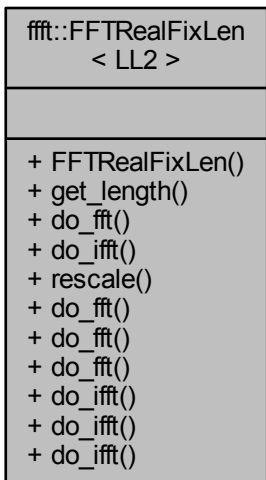 ffft::FFTRealFixLen
< LL2 >
+ FFTRealFixLen()
+ get_length()
+ do_fft()
+ do_ifft()
+ rescale()
+ do_fft()
+ do_fft()
+ do_fft()
+ do_ifft()
+ do_ifft()
+ do_ifft()